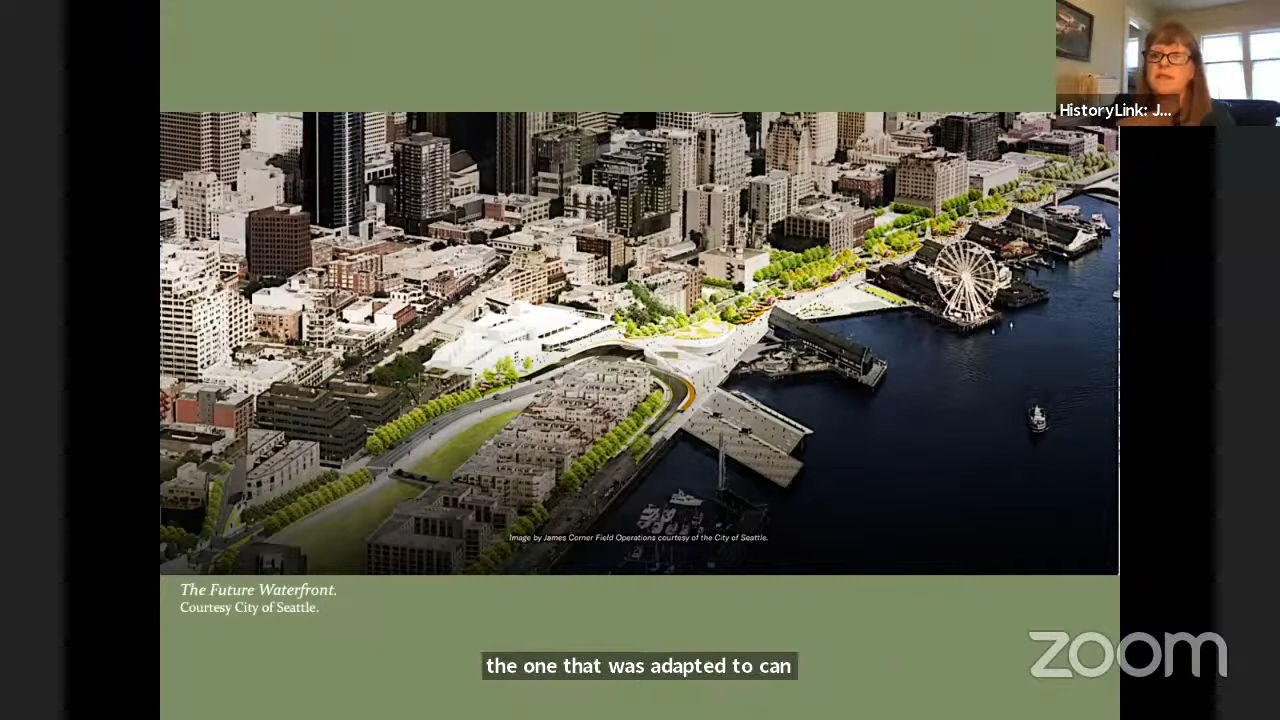 HistoryLink: J...
Image by James Corner Field Operations courtesy of the City of Seattle.
The Future Waterfront.
Courtesy City of Seattle.
the one that was adapted to can
zoom